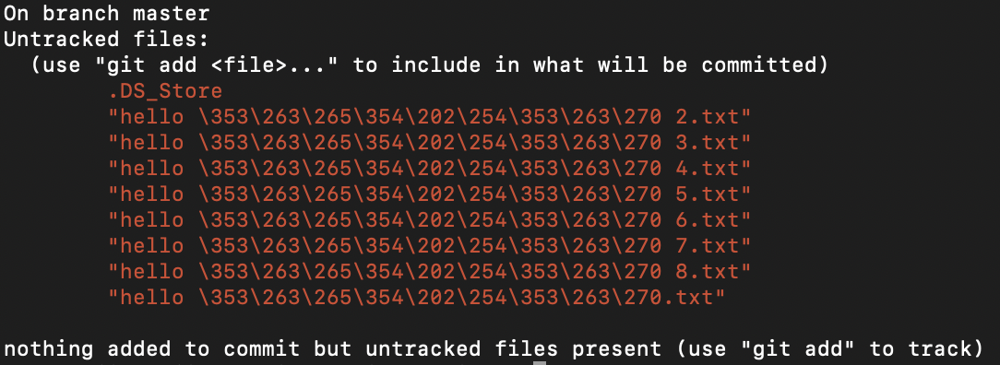 On branch master
Untracked files:
  (use "git add <file>..." to include in what will be committed)
        .DS_Store
        "hello \353\263\265\354\202\254\353\263\270 2.txt"
        "hello \353\263\265\354\202\254\353\263\270 3.txt"
        "hello \353\263\265\354\202\254\353\263\270 4.txt"
        "hello \353\263\265\354\202\254\353\263\270 5.txt"
        "hello \353\263\265\354\202\254\353\263\270 6.txt"
        "hello \353\263\265\354\202\254\353\263\270 7.txt"
        "hello \353\263\265\354\202\254\353\263\270 8.txt"
        "hello \353\263\265\354\202\254\353\263\270.txt"
nothing added to commit but untracked files present (use "git add" to track)